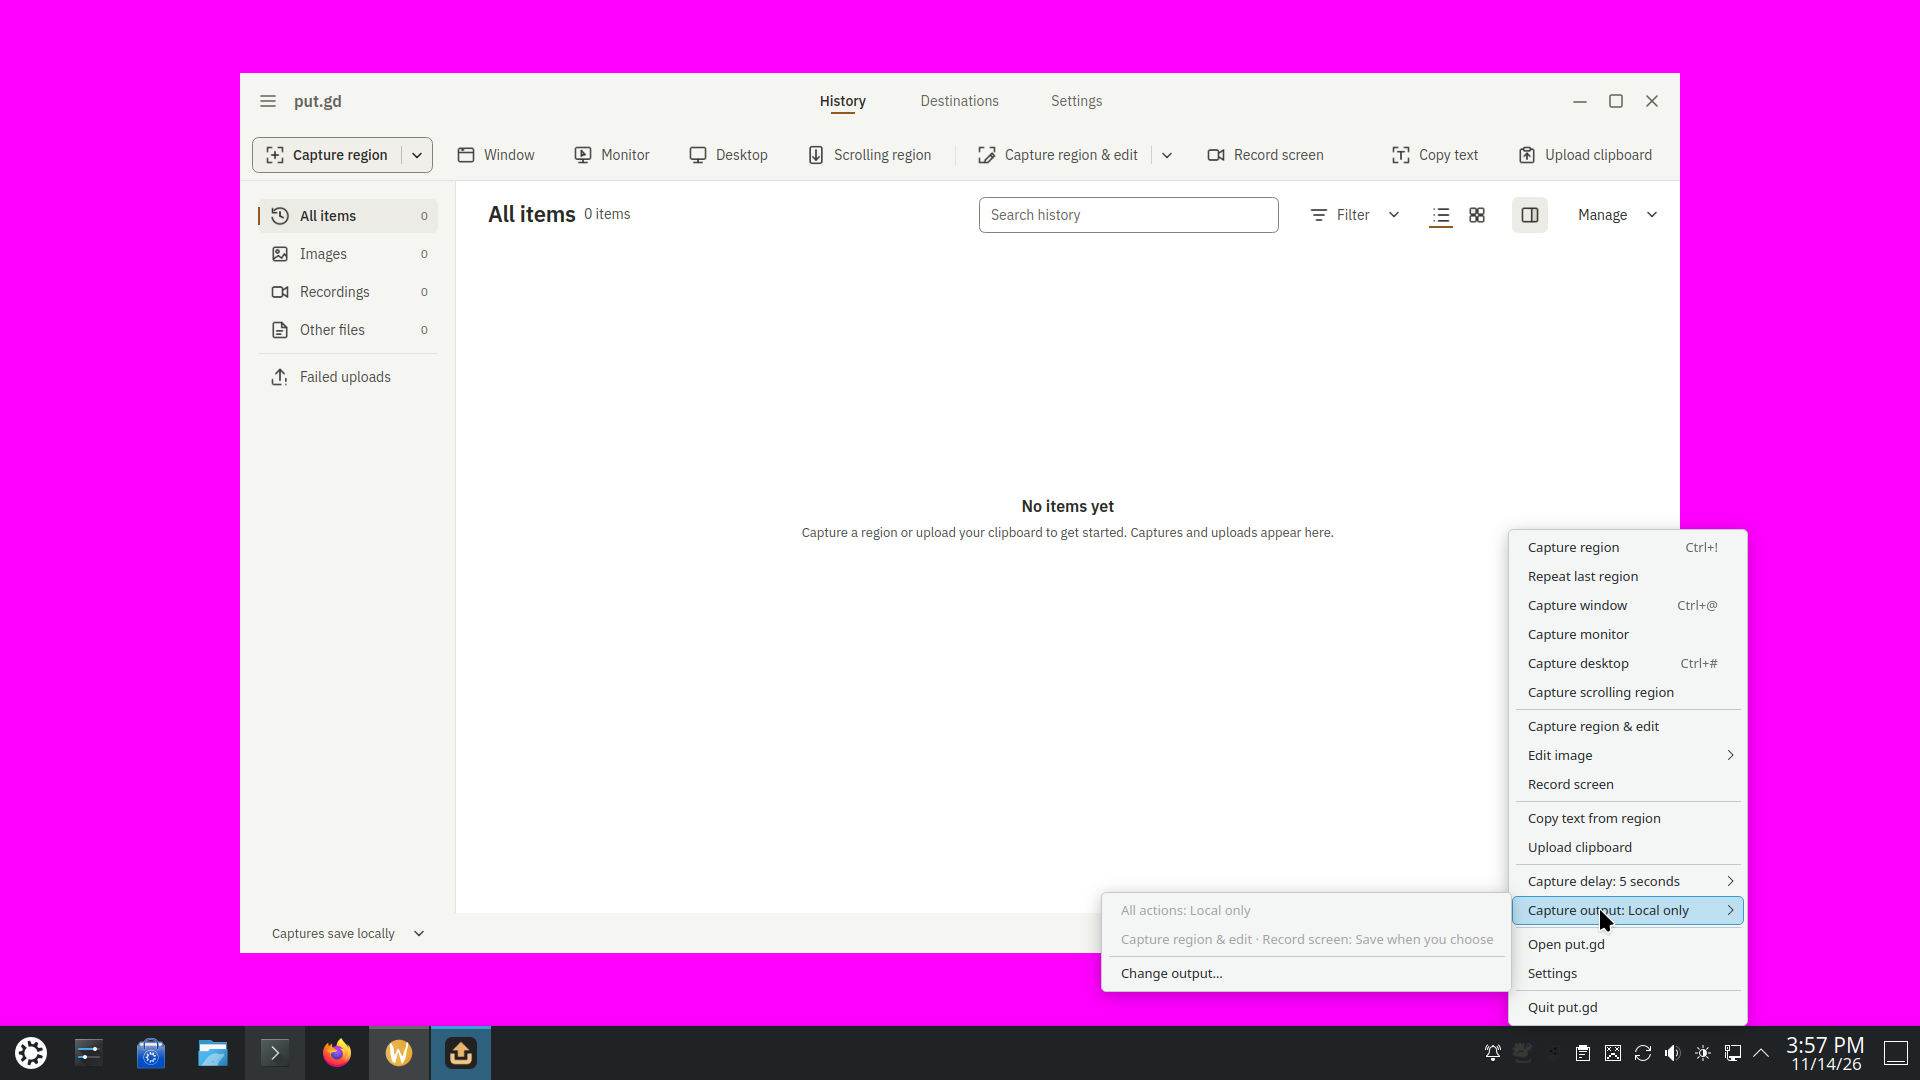 put.gd
History
Destinations
Settings
Capture region
Window
Monitor
Desktop
Scrolling region
Capture region & edit
Record screen
Copy text
Upload clipboard
All items 0
Images 0
Recordings 0
Other files 0
Failed uploads
All items 0 items
Search history
Filter
Manage
No items yet
Capture a region or upload your clipboard to get started. Captures and uploads appear here.
Captures save locally
Capture region Ctrl+!
Repeat last region
Capture window Ctrl+@
Capture monitor
Capture desktop Ctrl+#
Capture scrolling region
Capture region & edit
Edit image
Record screen
Copy text from region
Upload clipboard
Capture delay: 5 seconds
Capture output: Local only
Open put.gd
Settings
Quit put.gd
All actions: Local only
Capture region & edit · Record screen: Save when you choose
Change output...
3:57 PM
11/14/26